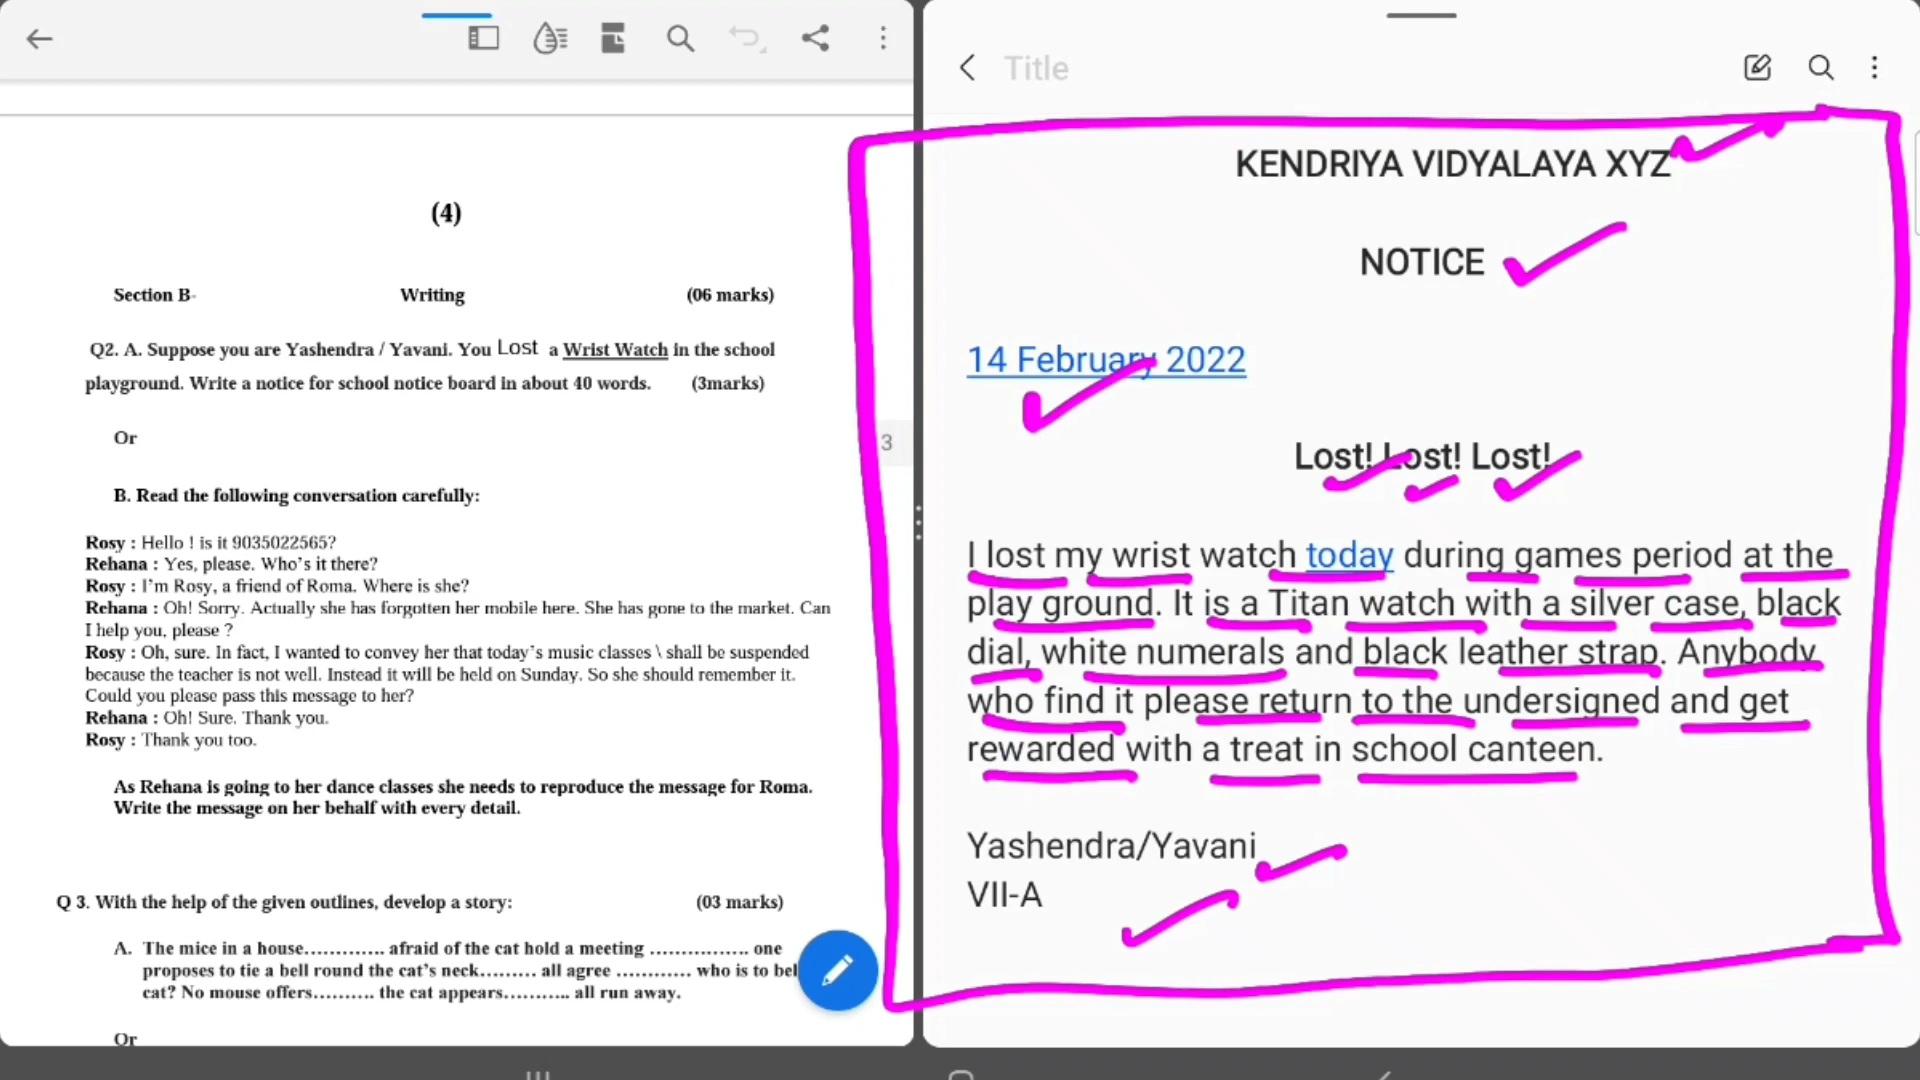 (4)
Section B- Writing (06 marks)
Q2. A. Suppose you are Yashendra / Yavani. You Lost a Wrist Watch in the school
playground. Write a notice for school notice board in about 40 words. (3marks)
Or
B. Read the following conversation carefully:
Rosy : Hello ! is it 9035022565?
Rehana : Yes, please. Who's it there?
Rosy : I'm Rosy, a friend of Roma. Where is she?
Rehana : Oh! Sorry. Actually she has forgotten her mobile here. She has gone to the market. Can
I help you, please ?
Rosy : Oh, sure. In fact, I wanted to convey her that today's music classes \ shall be suspended
because the teacher is not well. Instead it will be held on Sunday. So she should remember it.
Could you please pass this message to her?
Rehana : Oh! Sure. Thank you.
Rosy : Thank you too.
As Rehana is going to her dance classes she needs to reproduce the message for Roma.
Write the message on her behalf with every detail.
Q 3. With the help of the given outlines, develop a story: (03 marks)
A. The mice in a house............. afraid of the cat hold a meeting ................ one
proposes to tie a bell round the cat's neck......... all agree ............ who is to bel
cat? No mouse offers.......... the cat appears........... all run away.
Or
3
Title
KENDRIYA VIDYALAYA XYZ
NOTICE
14 February 2022
Lost! Lost! Lost!
I lost my wrist watch today during games period at the
play ground. It is a Titan watch with a silver case, black
dial, white numerals and black leather strap. Anybody
who find it please return to the undersigned and get
rewarded with a treat in school canteen.
Yashendra/Yavani
VII-A